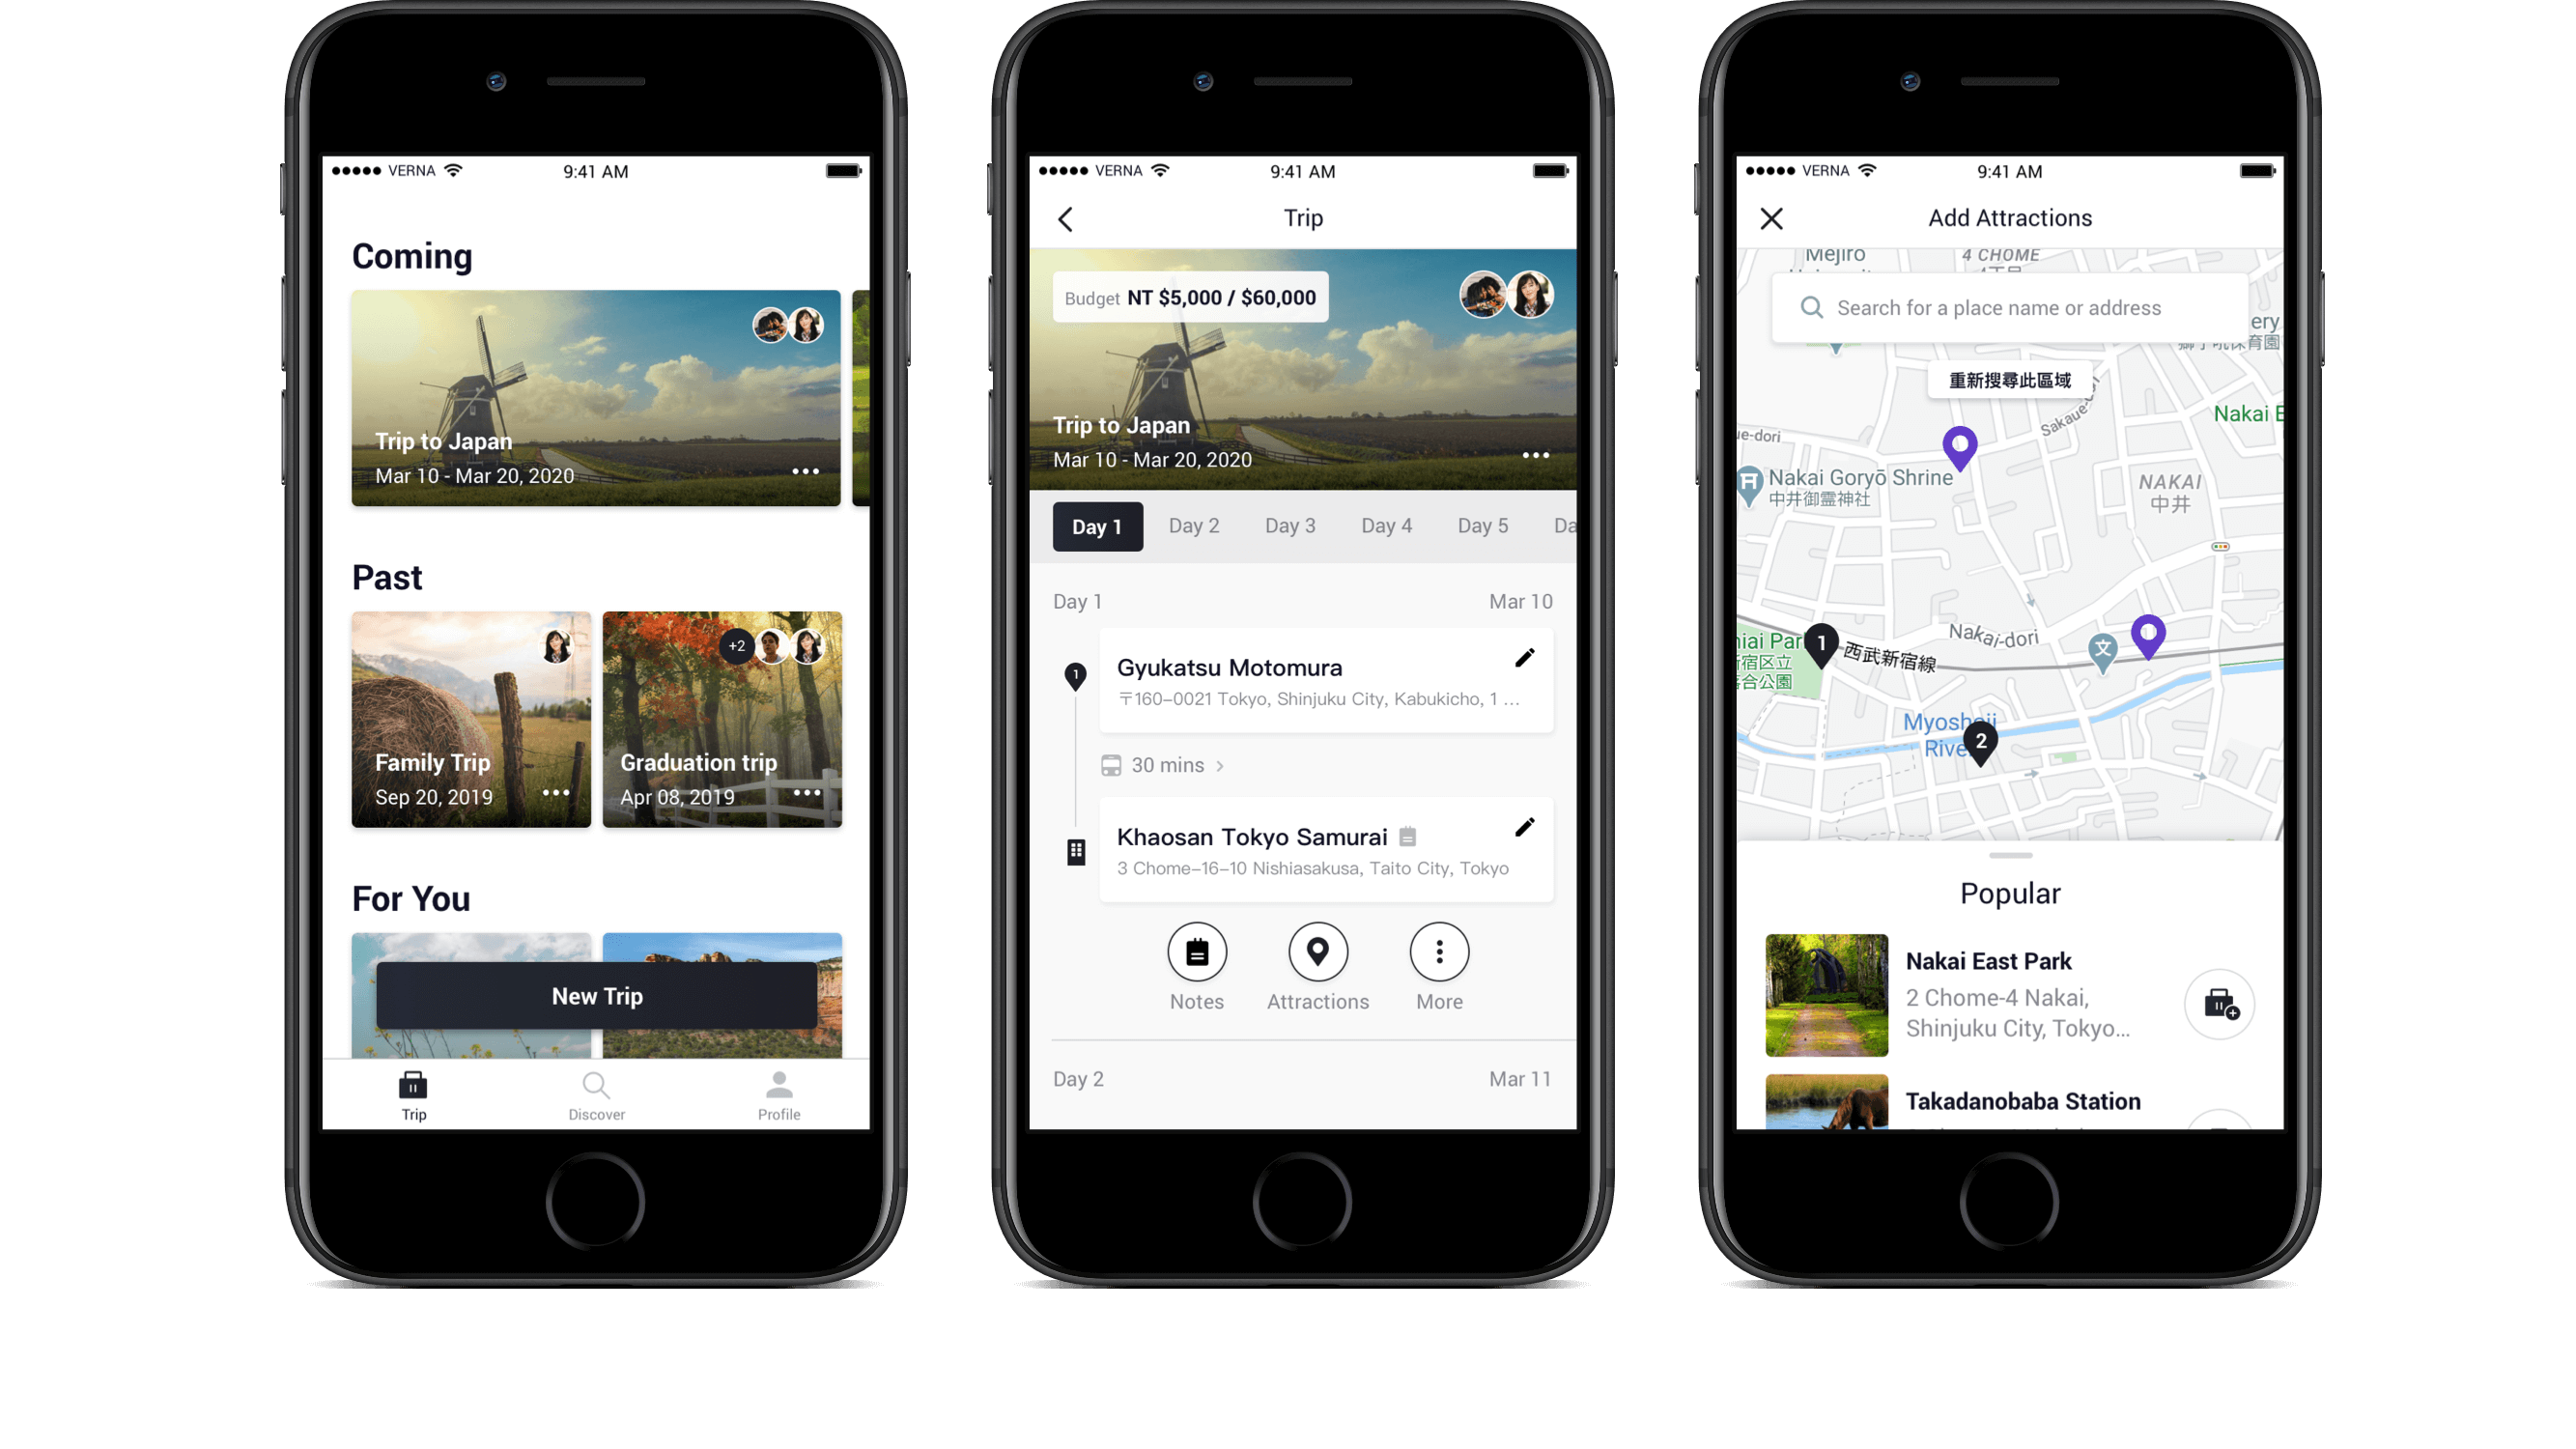 VERNA
9:41 AM
Coming
Trip to Japan
Mar 10 - Mar 20, 2020
Past
+2
Family Trip
Sep 20, 2019
Graduation trip
Apr 08, 2019
For You
New Trip
Trip
Discover
Profile
VERNA
9:41 AM
Trip
Budget NT $5,000 / $60,000
Trip to Japan
Mar 10 - Mar 20, 2020
Day 1
Day 2
Day 3
Day 4
Day 5
Da
Day 1
Mar 10
1
Gyukatsu Motomura
〒160-0021 Tokyo, Shinjuku City, Kabukicho, 1 ...
30 mins
Khaosan Tokyo Samurai
3 Chome-16-10 Nishiasakusa, Taito City, Tokyo
Notes
Attractions
More
Day 2
Mar 11
VERNA
9:41 AM
Add Attractions
Mejiro
4 CHOME
Search for a place name or address
ery
育園
重新搜尋此區域
Sakaue-
Nakai E
ue-dori
Nakai Goryō Shrine
中井御霊神社
NAKAI
中井
Nakai-dori
文
1
西武新宿線
新宿区立
落合公園
Myoshoji
River
2
Popular
Nakai East Park
2 Chome-4 Nakai,
Shinjuku City, Tokyo...
Takadanobaba Station